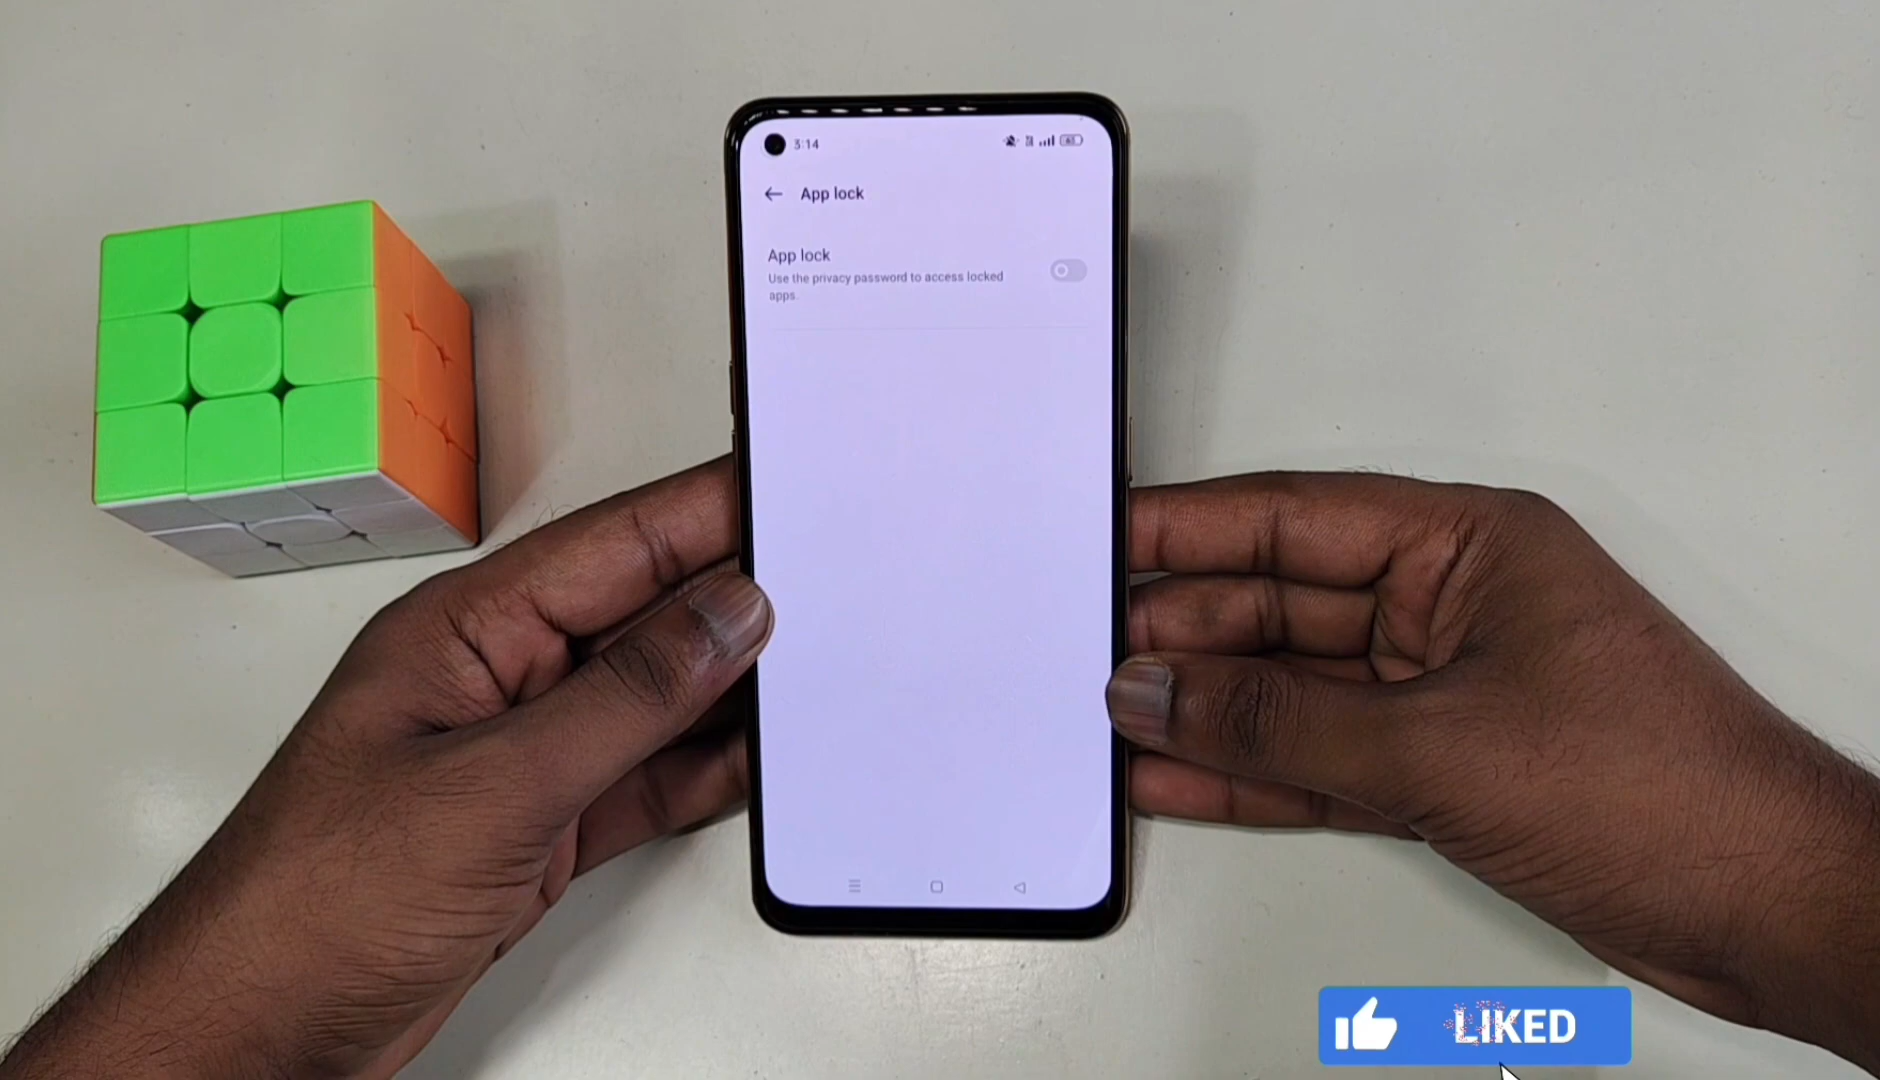 3:14
App lock
App lock
Use the privacy password to access locked
apps.
LIKED